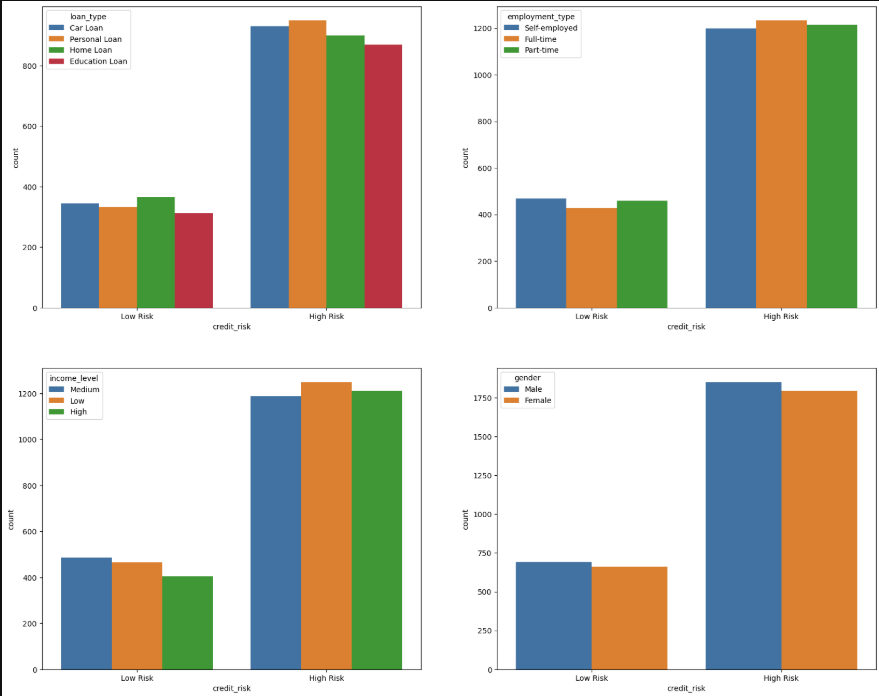 loan_type
Car Loan
Personal Loan
Home Loan
Education Loan
count
800
600
400
200
0
Low Risk
High Risk
credit_risk
employment_type
Self-employed
Full-time
Part-time
count
1200
1000
800
600
400
200
0
Low Risk
High Risk
credit_risk
income_level
Medium
Low
High
count
1200
1000
800
600
400
200
0
Low Risk
High Risk
credit_risk
gender
Male
Female
count
1750
1500
1250
1000
750
500
250
0
Low Risk
High Risk
credit_risk